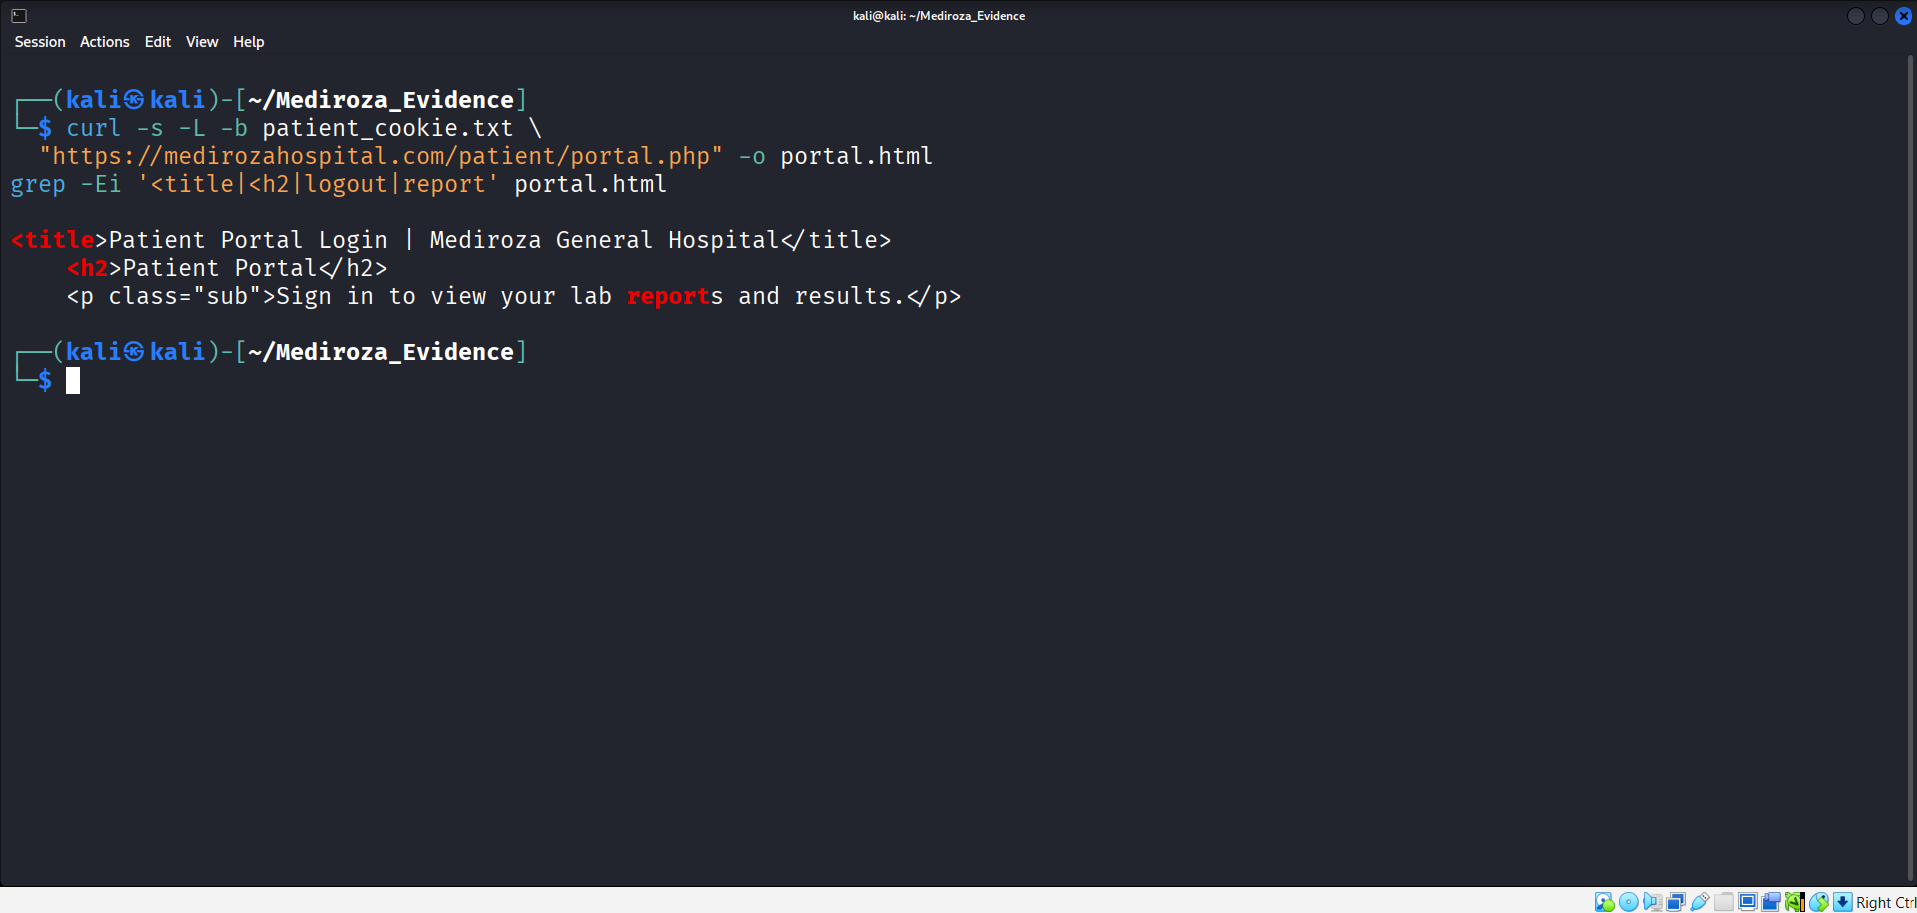 kali@kali: ~/Mediroza_Evidence
Session Actions Edit View Help
┌──(kali㉿kali)-[~/Mediroza_Evidence]
└─$ curl -s -L -b patient_cookie.txt \
  "https://medirozahospital.com/patient/portal.php" -o portal.html
grep -Ei '<title|<h2|logout|report' portal.html
<title>Patient Portal Login | Mediroza General Hospital</title>
    <h2>Patient Portal</h2>
    <p class="sub">Sign in to view your lab reports and results.</p>
┌──(kali㉿kali)-[~/Mediroza_Evidence]
└─$
Right Ctrl